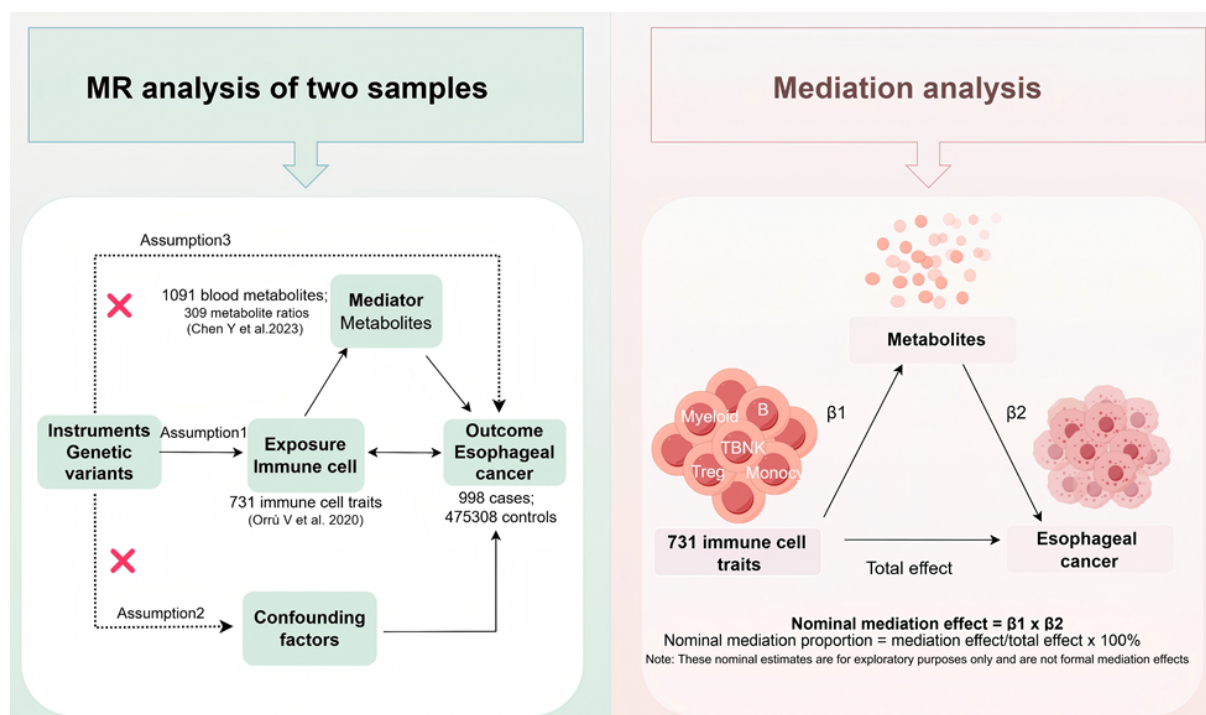 MR analysis of two samples
Assumption3
1091 blood metabolites;
309 metabolite ratios
(Chen Y et al.2023)
Mediator
Metabolites
Instruments
Genetic
variants
Assumption1
Exposure
Immune cell
Outcome
Esophageal
cancer
731 immune cell traits
(Orrù V et al. 2020)
998 cases;
475308 controls
Assumption2
Confounding
factors
Mediation analysis
Metabolites
β1
β2
Myeloid
B
TBNK
Treg
Monocy
731 immune cell
traits
Total effect
Esophageal
cancer
Nominal mediation effect = β1 x β2
Nominal mediation proportion = mediation effect/total effect x 100%
Note: These nominal estimates are for exploratory purposes only and are not formal mediation effects